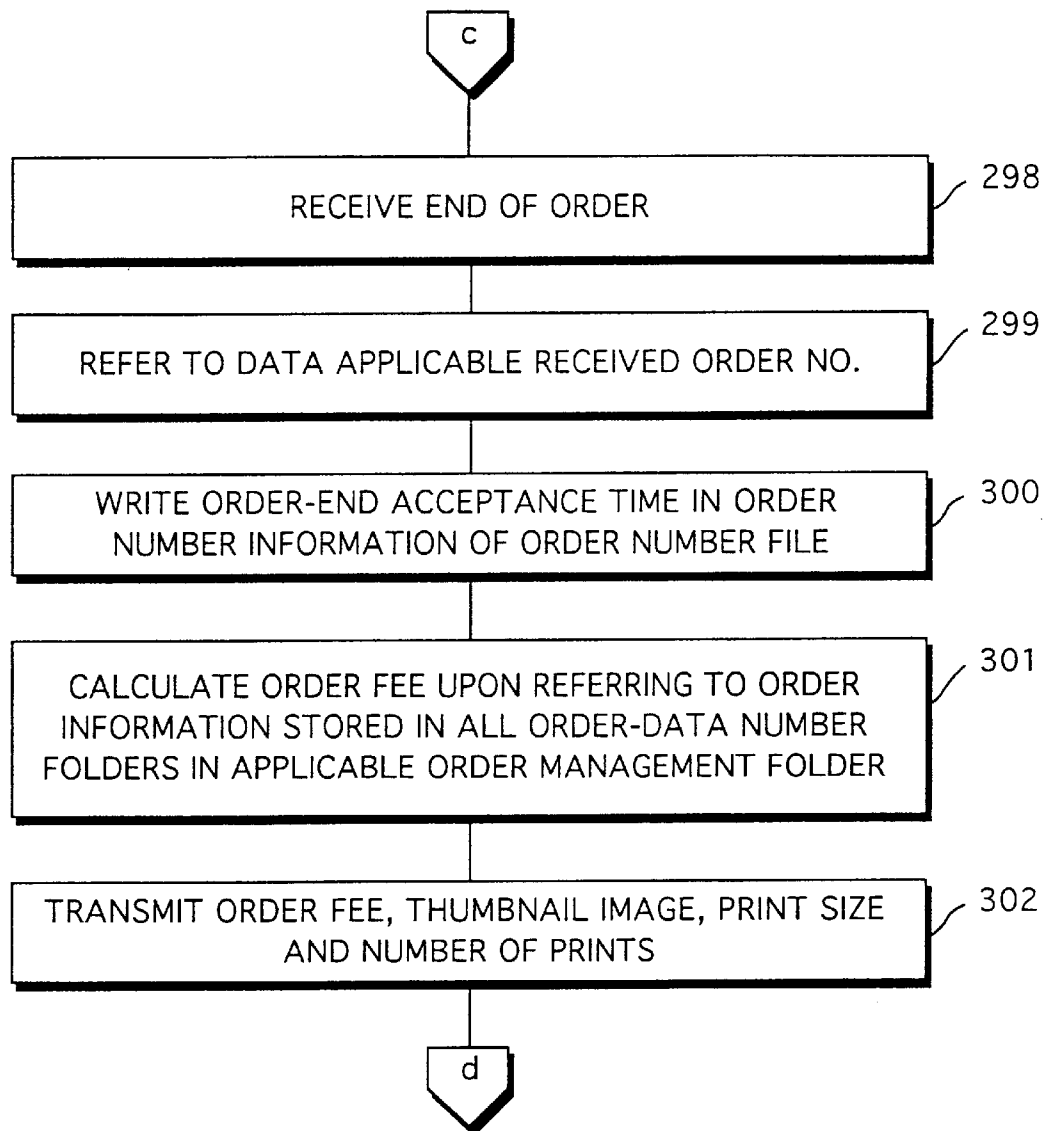 c
RECEIVE END OF ORDER
298
REFER TO DATA APPLICABLE RECEIVED ORDER NO.
299
WRITE ORDER-END ACCEPTANCE TIME IN ORDER
NUMBER INFORMATION OF ORDER NUMBER FILE
300
CALCULATE ORDER FEE UPON REFERRING TO ORDER
INFORMATION STORED IN ALL ORDER-DATA NUMBER
FOLDERS IN APPLICABLE ORDER MANAGEMENT FOLDER
301
TRANSMIT ORDER FEE, THUMBNAIL IMAGE, PRINT SIZE
AND NUMBER OF PRINTS
302
d